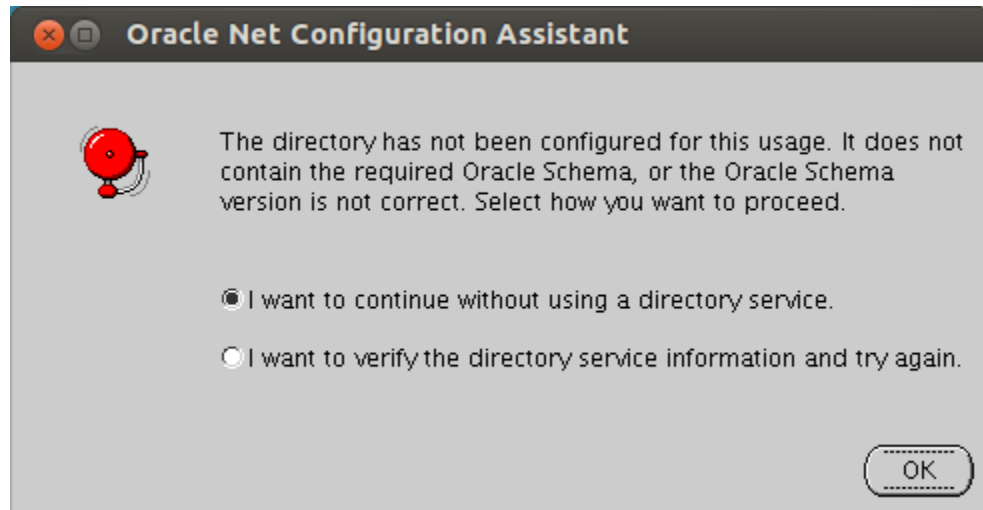 Oracle Net Configuration Assistant
The directory has not been configured for this usage. It does not
contain the required Oracle Schema, or the Oracle Schema
version is not correct. Select how you want to proceed.
I want to continue without using a directory service.
I want to verify the directory service information and try again.
OK